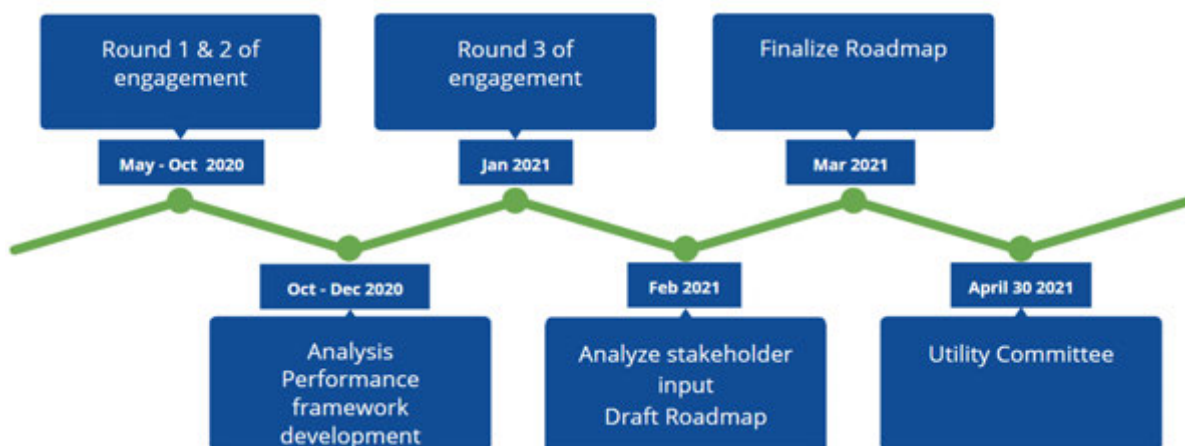 Round 1 & 2 of
engagement
May - Oct 2020
Round 3 of
engagement
Jan 2021
Finalize Roadmap
Mar 2021
Oct - Dec 2020
Analysis
Performance
framework
development
Feb 2021
Analyze stakeholder
input
Draft Roadmap
April 30 2021
Utility Committee